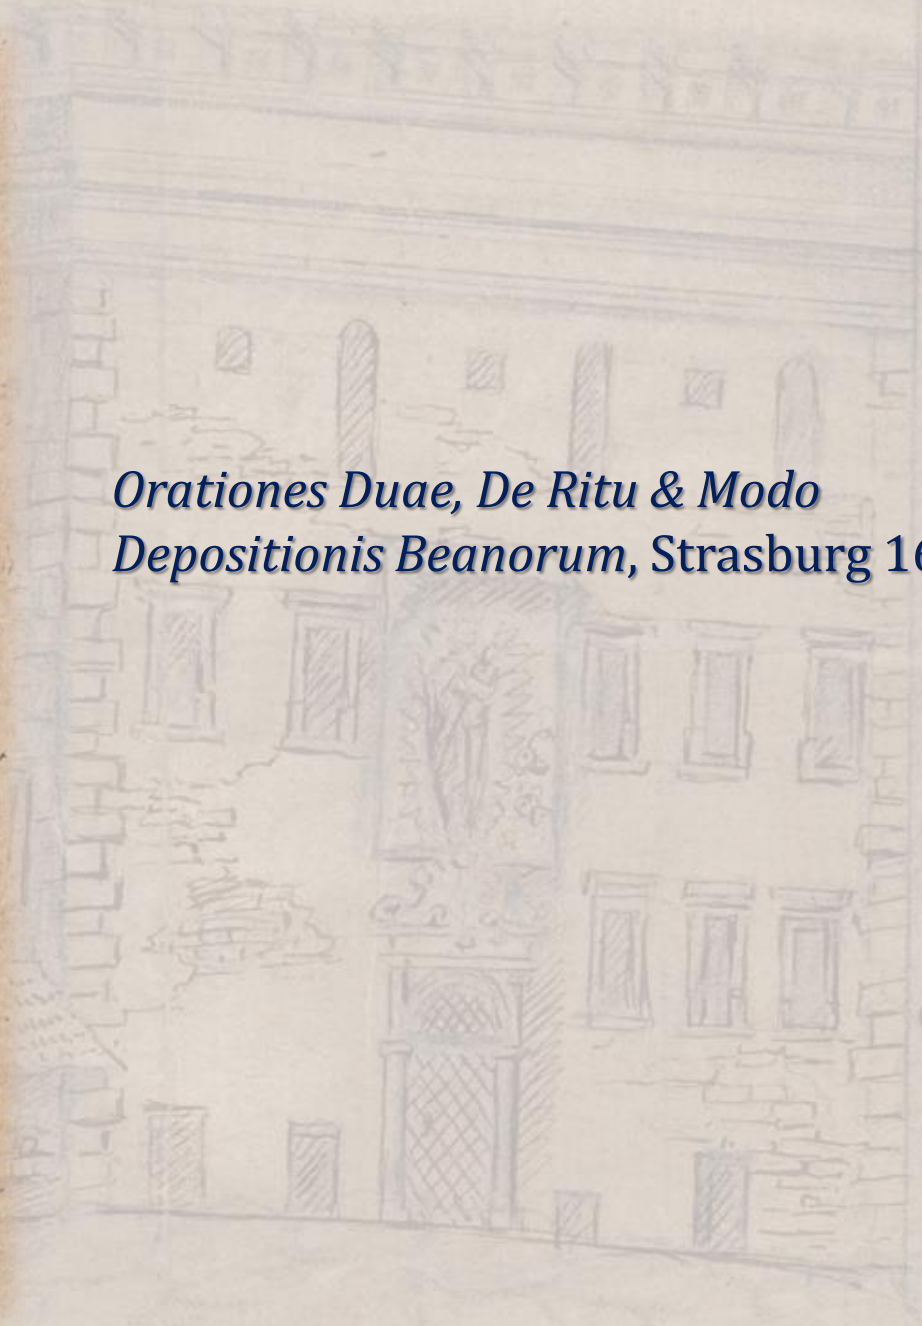 Orationes Duae, De Ritu & Modo
Depositionis Beanorum, Strasburg